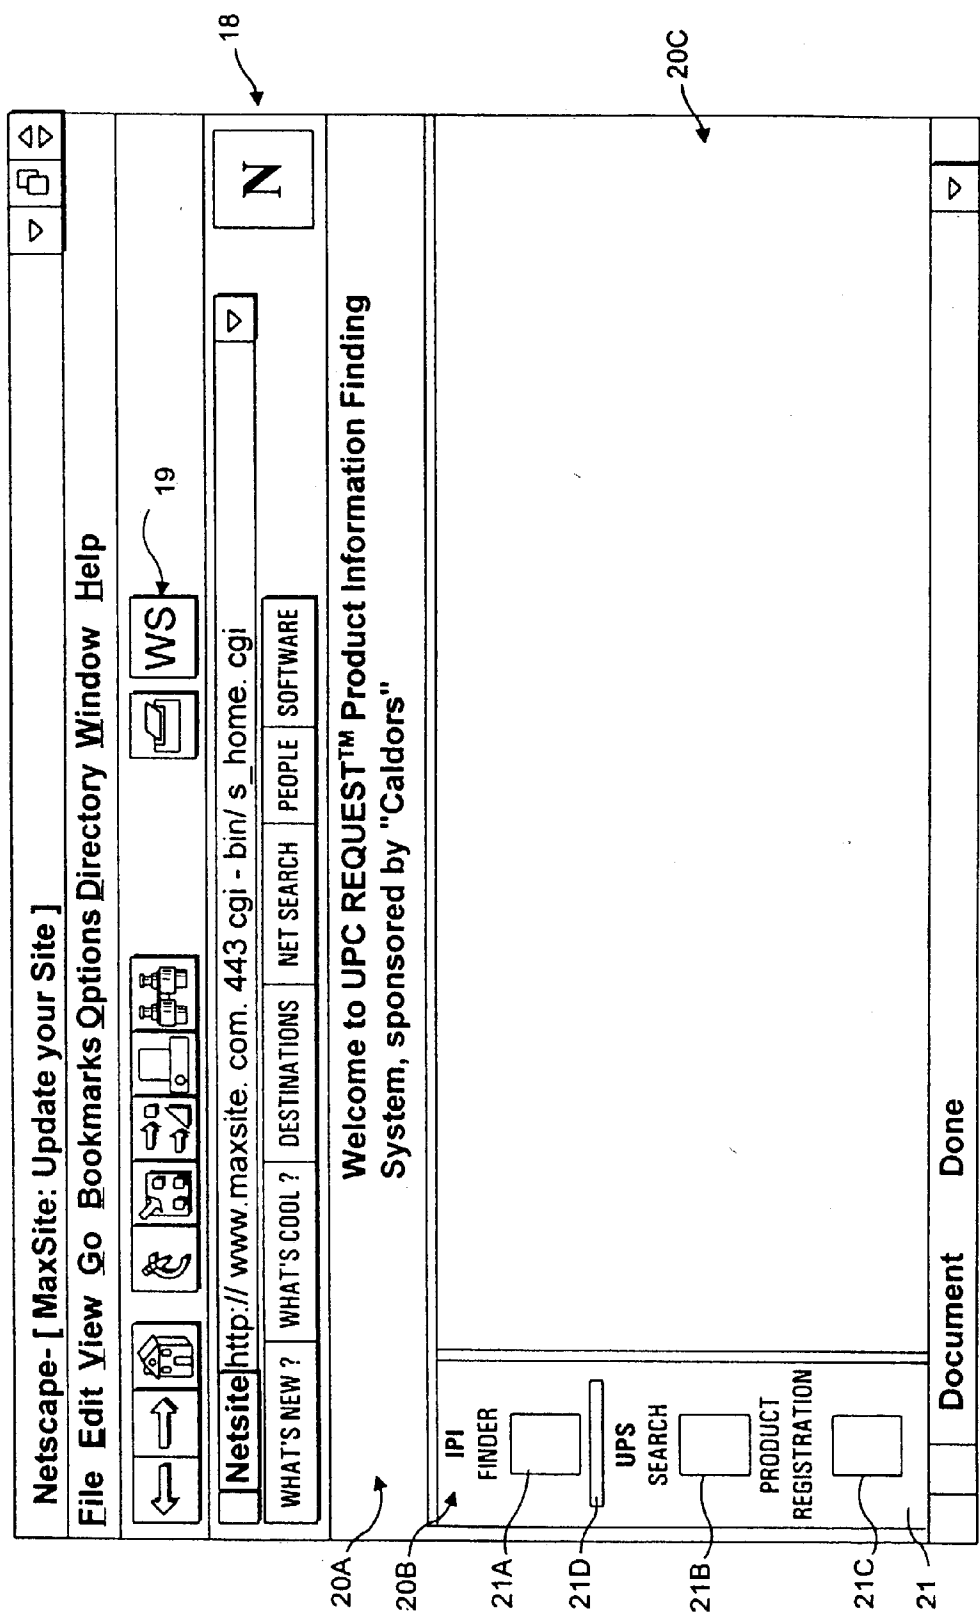 Netscape- [ MaxSite: Update your Site ]
File Edit View Go Bookmarks Options Directory Window Help
WS
19
Netsite http:// www.maxsite. com. 443 cgi - bin/ s_home. cgi
N
18
WHAT'S NEW ? WHAT'S COOL ? DESTINATIONS NET SEARCH PEOPLE SOFTWARE
Welcome to UPC REQUEST™ Product Information Finding
System, sponsored by "Caldors"
20A
20B
20C
IPI
FINDER
21A
21D
UPS
SEARCH
21B
PRODUCT
REGISTRATION
21C
21
Document Done